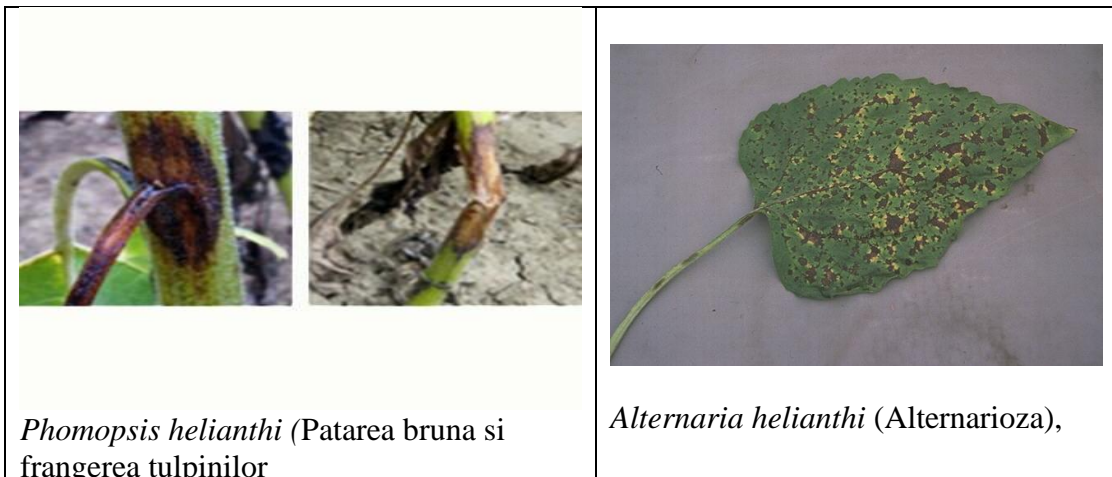 Phomopsis helianthi (Patarea bruna si
frangerea tulpinilor
Alternaria helianthi (Alternarioza),